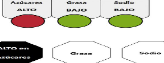 Azúcares Grasa Sodio
ALTO BAJO BAJO
ALTO en Grasa Sodio
Azúcares